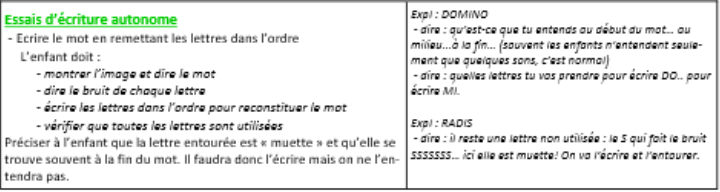 Essais d'écriture autonome
- Ecrire le mot en remettant les lettres dans l'ordre
L'enfant doit :
- montrer l'image et dire le mot
- dire le bruit de chaque lettre
- écrire les lettres dans l'ordre pour reconstituer le mot
- vérifier que toutes les lettres sont utilisées
Préciser à l'enfant que la lettre entourée est « muette » et qu'elle se
trouve souvent à la fin du mot. Il faudra donc l'écrire mais on ne l'en-
tendra pas.
Expl : DOMINO
- dire : qu'est-ce que tu entends au début du mot... au
milieu...à la fin... (souvent les enfants n'entendent seule-
ment que quelques sons, c'est normal)
- dire : quelles lettres tu vas prendre pour écrire DO.. pour
écrire MI.
Expl : RADIS
- dire : il reste une lettre non utilisée : le S qui fait le bruit
SSSSSSS... ici elle est muette! On va l'écrire et l'entourer.